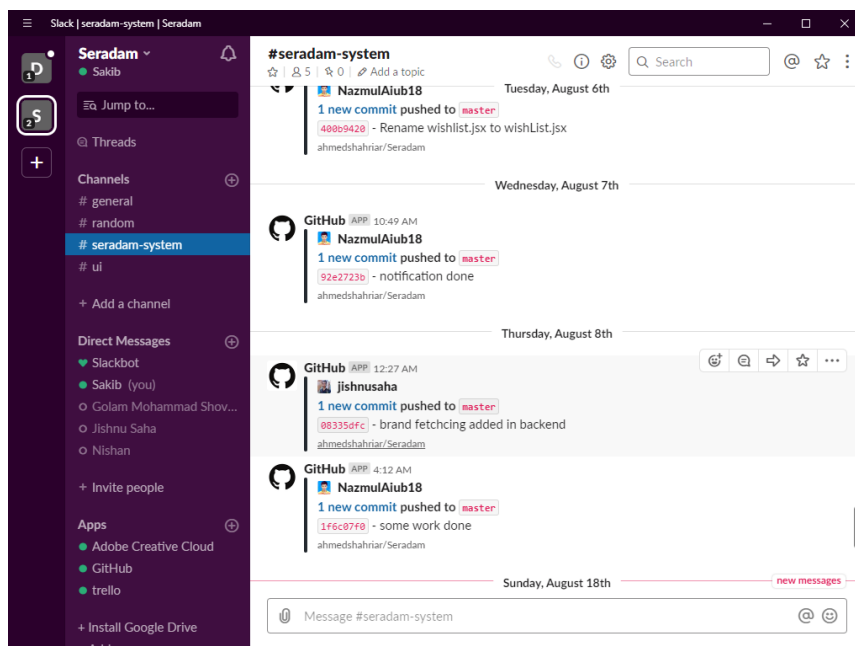 Slack | seradam-system | Seradam
D
1
S
2
+
Seradam
Sakib
Jump to...
Threads
Channels
# general
# random
# seradam-system
# ui
+ Add a channel
Direct Messages
Slackbot
Sakib (you)
Golam Mohammad Shov...
Jishnu Saha
Nishan
+ Invite people
Apps
Adobe Creative Cloud
GitHub
trello
+ Install Google Drive
#seradam-system
5 | 0 | Add a topic
Search
Tuesday, August 6th
NazmulAiub18
1 new commit pushed to master
400b9420 - Rename wishlist.jsx to wishList.jsx
ahmedshahriar/Seradam
Wednesday, August 7th
GitHub APP 10:49 AM
NazmulAiub18
1 new commit pushed to master
92e2723b - notification done
ahmedshahriar/Seradam
Thursday, August 8th
GitHub APP 12:27 AM
jishnusaha
1 new commit pushed to master
08335dfc - brand fetchcing added in backend
ahmedshahriar/Seradam
GitHub APP 4:12 AM
NazmulAiub18
1 new commit pushed to master
1f6c07f0 - some work done
ahmedshahriar/Seradam
Sunday, August 18th
new messages
Message #seradam-system